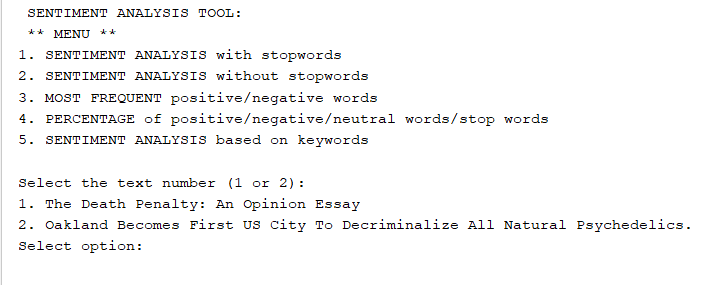 SENTIMENT ANALYSIS TOOL:
** MENU **
1. SENTIMENT ANALYSIS with stopwords
2. SENTIMENT ANALYSIS without stopwords
3. MOST FREQUENT positive/negative words
4. PERCENTAGE of positive/negative/neutral words/stop words
5. SENTIMENT ANALYSIS based on keywords
Select the text number (1 or 2):
1. The Death Penalty: An Opinion Essay
2. Oakland Becomes First US City To Decriminalize All Natural Psychedelics.
Select option: